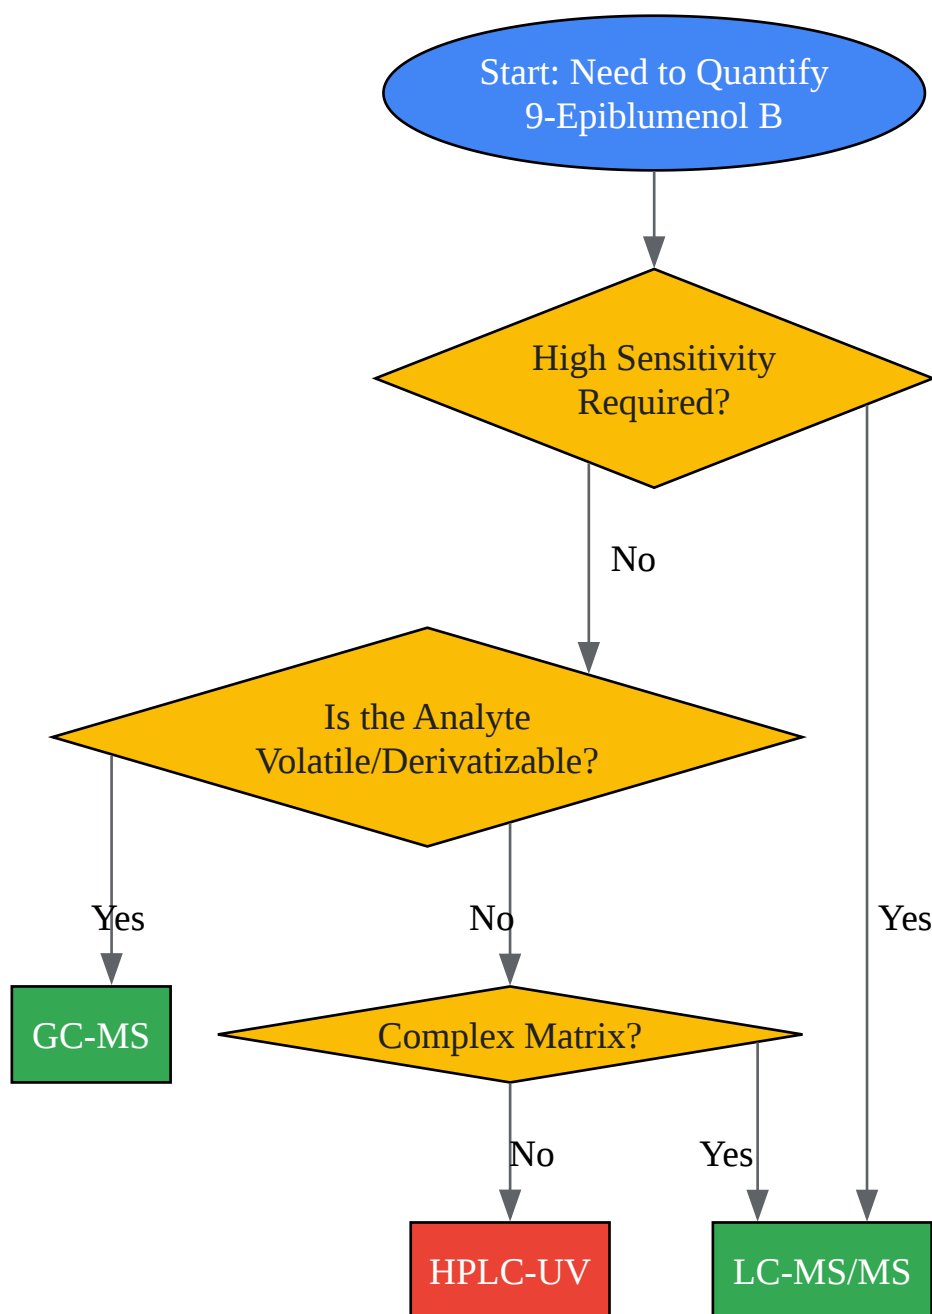 Start: Need to Quantify
9-Epiblumenol B
High Sensitivity
Required?
No
Is the Analyte
Volatile/Derivatizable?
Yes
No
Yes
GC-MS
Complex Matrix?
No
Yes
HPLC-UV
LC-MS/MS